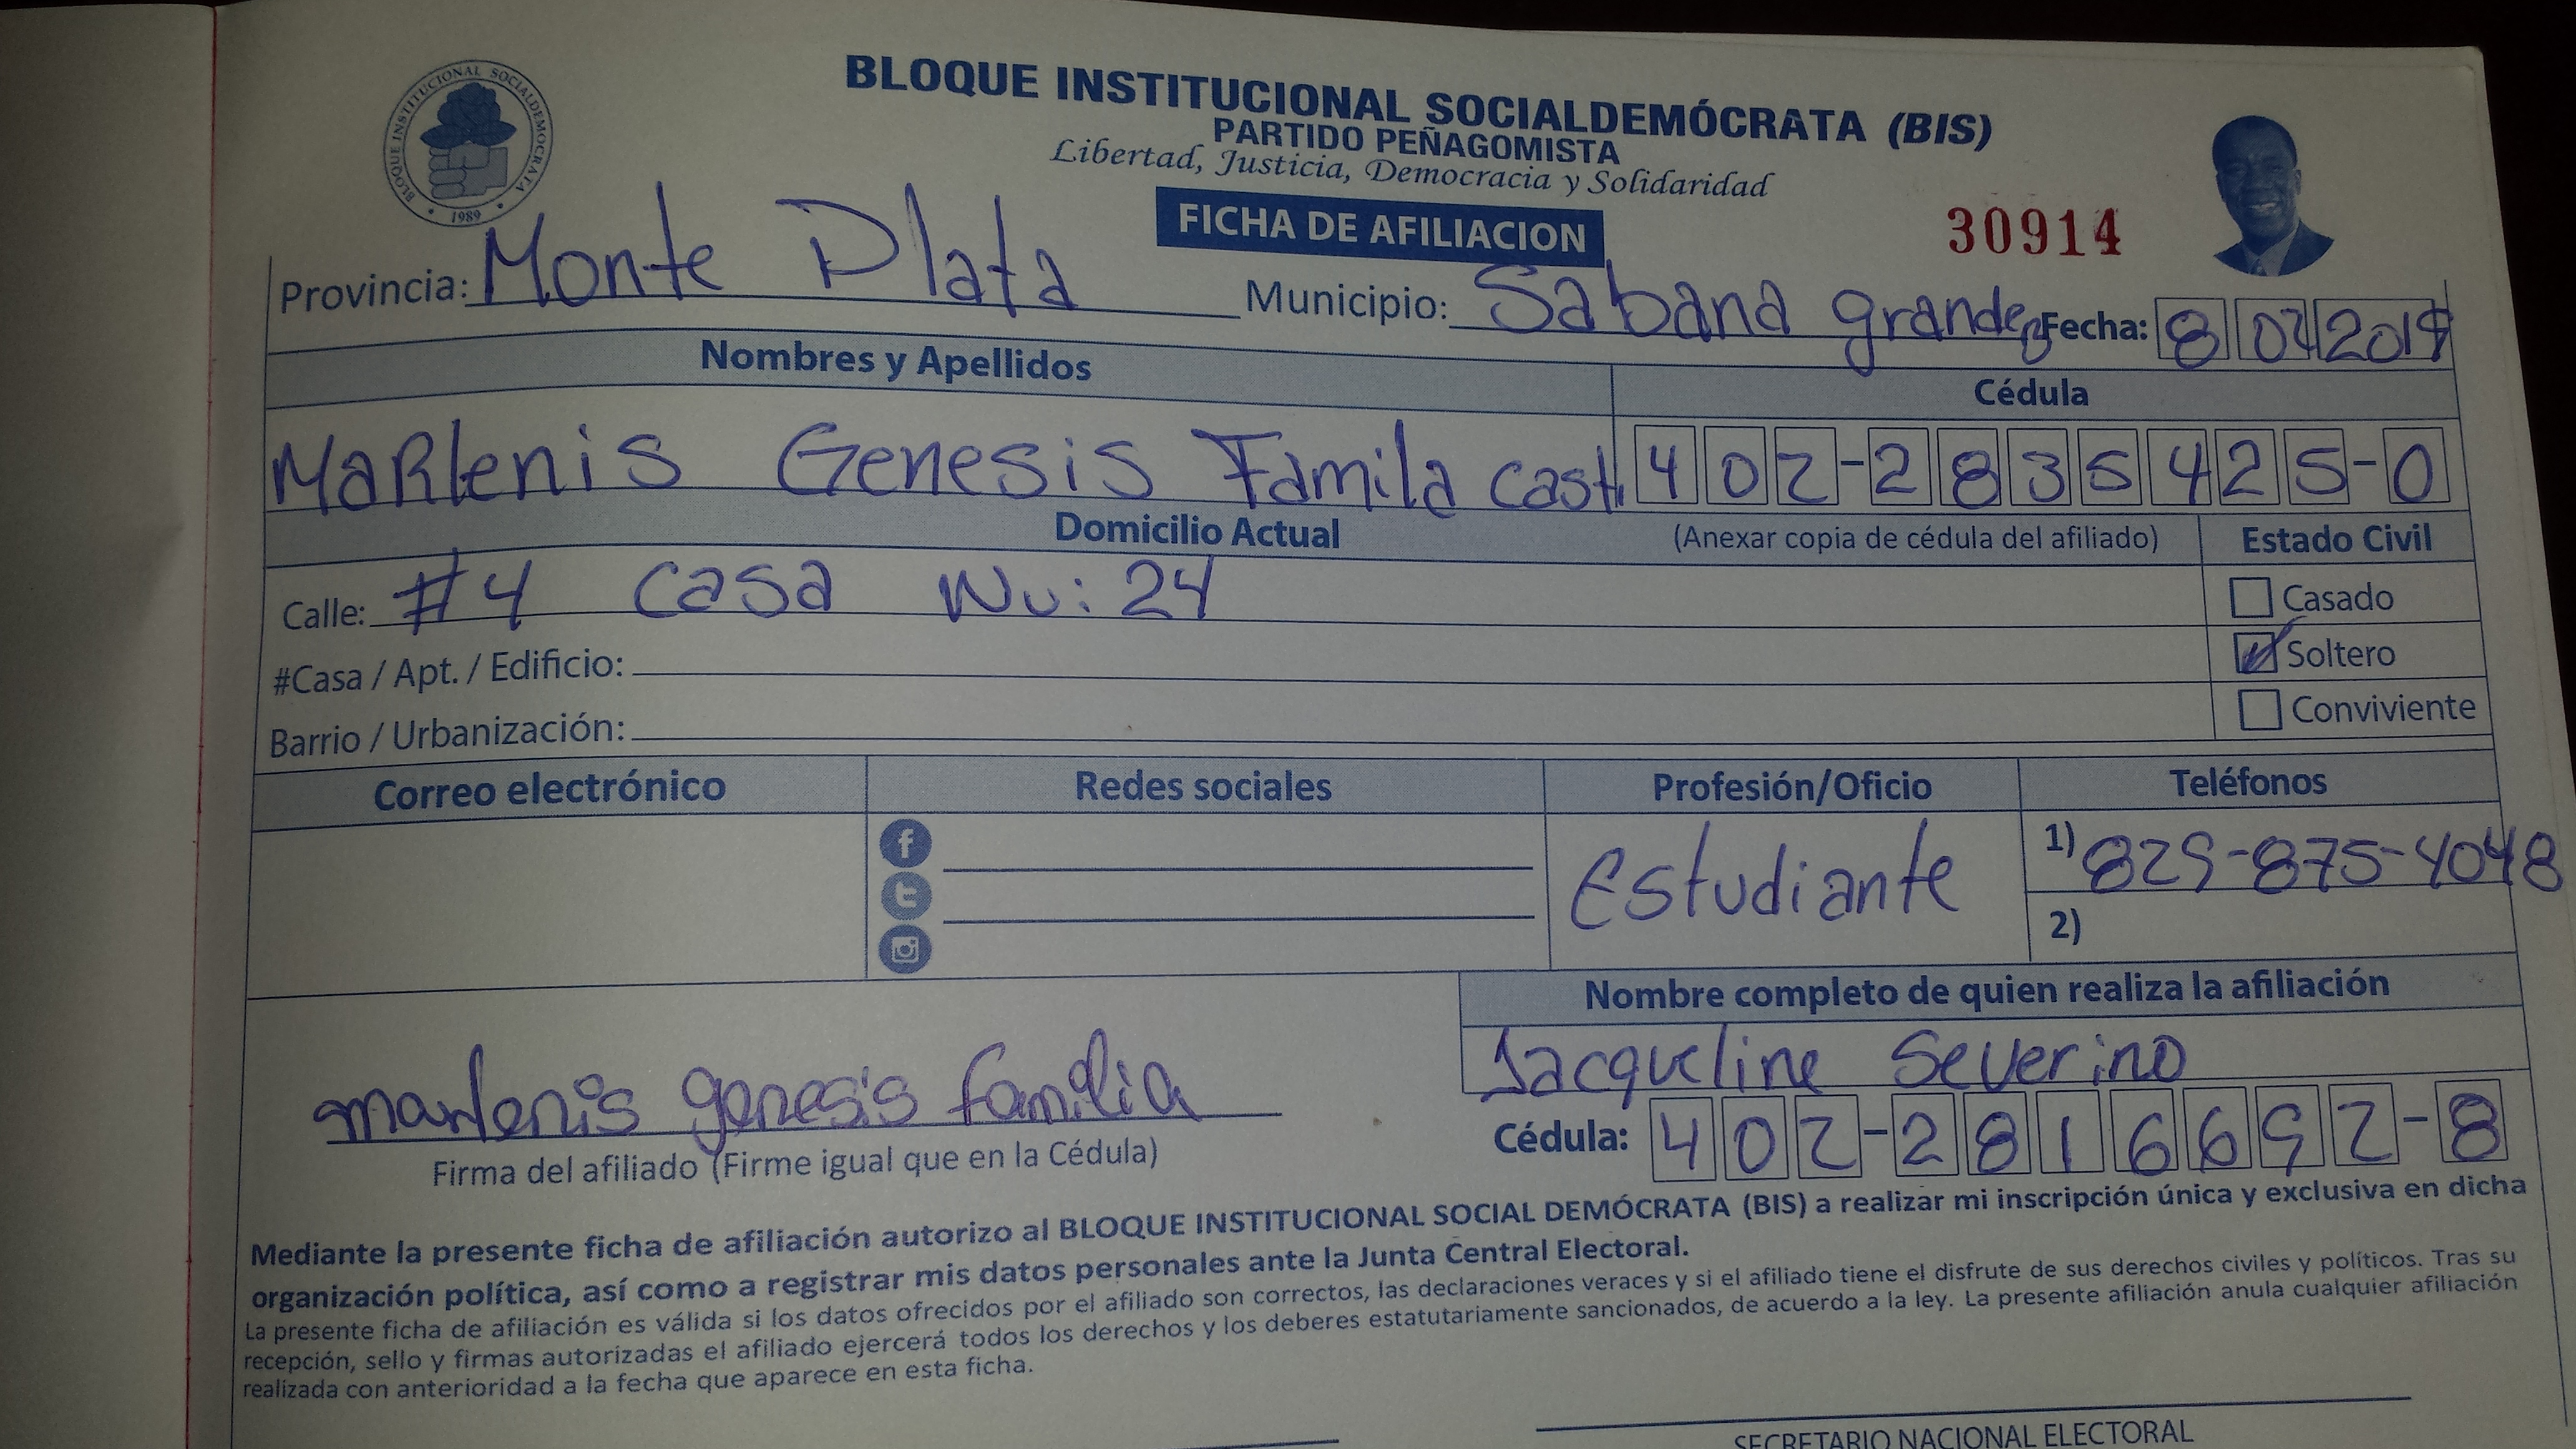 BLOQUE INSTITUCIONAL SOCIALDEMÓCRATA (BIS)
PARTIDO PEÑAGOMISTA
Libertad, Justicia, Democracia y Solidaridad
BLOQUE INSTITUCIONAL SOCIALDEMOCRATA
• 1989 •
FICHA DE AFILIACION
30914
Provincia: Monte Plata Municipio: Sabana grande Fecha: 8 07 2019
Nombres y Apellidos Cédula
MaRlenis Genesis Famila Casti 402-2835425-0
Domicilio Actual (Anexar copia de cédula del afiliado) Estado Civil
Calle: #4 casa Nu: 24 Casado
#Casa / Apt. / Edificio: Soltero
Barrio / Urbanización: Conviviente
Correo electrónico Redes sociales Profesión/Oficio Teléfonos
Estudiante 1) 829-875-4048
2)
Nombre completo de quien realiza la afiliación
Jacqueline Severino
marlenis genesis familia
Cédula: 402-2816692-8
Firma del afiliado (Firme igual que en la Cédula)
Mediante la presente ficha de afiliación autorizo al BLOQUE INSTITUCIONAL SOCIAL DEMÓCRATA (BIS) a realizar mi inscripción única y exclusiva en dicha
organización política, así como a registrar mis datos personales ante la Junta Central Electoral.
La presente ficha de afiliación es válida si los datos ofrecidos por el afiliado son correctos, las declaraciones veraces y si el afiliado tiene el disfrute de sus derechos civiles y políticos. Tras su
recepción, sello y firmas autorizadas el afiliado ejercerá todos los derechos y los deberes estatutariamente sancionados, de acuerdo a la ley. La presente afiliación anula cualquier afiliación
realizada con anterioridad a la fecha que aparece en esta ficha.
SECRETARIO NACIONAL ELECTORAL